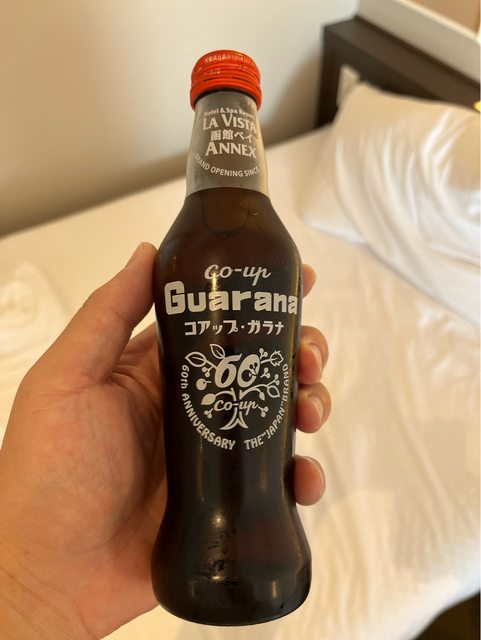 Hotel & Spa Resort
LA VISTA
函館ベイ
ANNEX
GRAND OPENING SINCE
co-up
Guarana
コアップ・ガラナ
60
co-up
60th ANNIVERSARY THE "JAPAN" BRAND